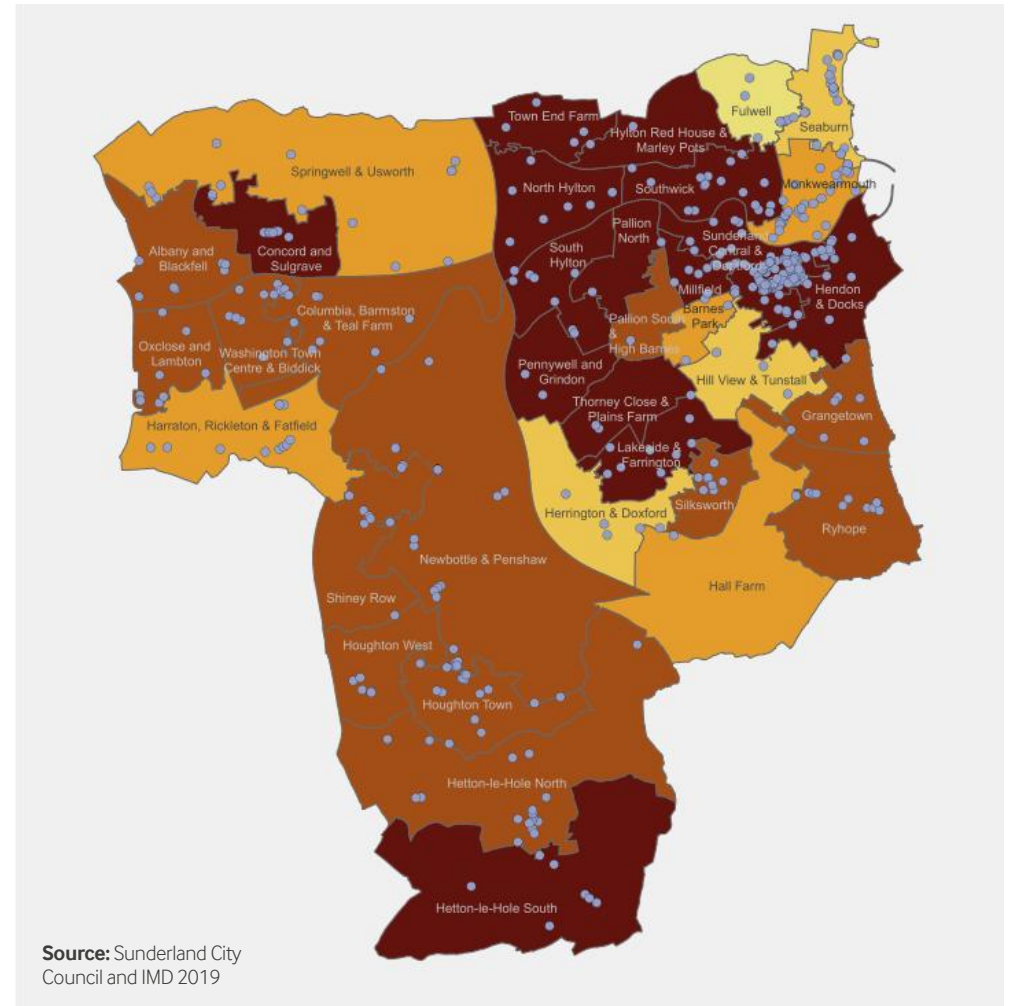 Fulwell
Seaburn
Town End Farm
Hylton Red House &
Marley Pots
Monkwearmouth
Springwell & Usworth
North Hylton
Southwick
Pallion
North
Sunderland
Central &
Deptford
Albany and
Blackfell
Concord and
Sulgrave
South
Hylton
Millfield
Hendon
& Docks
Columbia, Barmston
& Teal Farm
Pallion South
& 
High Barnes
Barnes
Park
Oxclose and
Lambton
Washington Town
Centre & Biddick
Pennywell and
Grindon
Hill View & Tunstall
Thorney Close &
Plains Farm
Grangetown
Harraton, Rickleton & Fatfield
Lakeside &
Farrington
Silksworth
Herrington & Doxford
Ryhope
Newbottle & Penshaw
Hall Farm
Shiney Row
Houghton West
Houghton Town
Hetton-le-Hole North
Hetton-le-Hole South
Source: Sunderland City
Council and IMD 2019